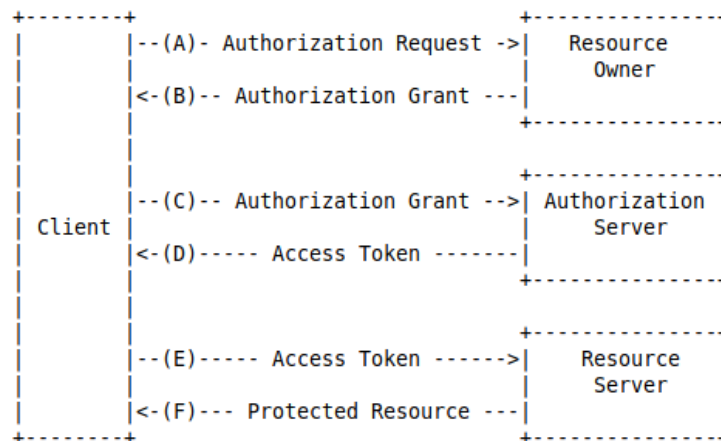 --(A)- Authorization Request ->
Resource
Owner
<-(B)-- Authorization Grant ---
--(C)-- Authorization Grant -->
Authorization
Client
Server
<-(D)----- Access Token -------
--(E)----- Access Token ------>
Resource
Server
<-(F)--- Protected Resource ---